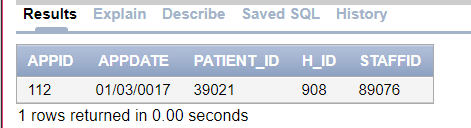 Results Explain Describe Saved SQL History
APPID APPDATE PATIENT_ID H_ID STAFFID
112 01/03/0017 39021 908 89076
1 rows returned in 0.00 seconds